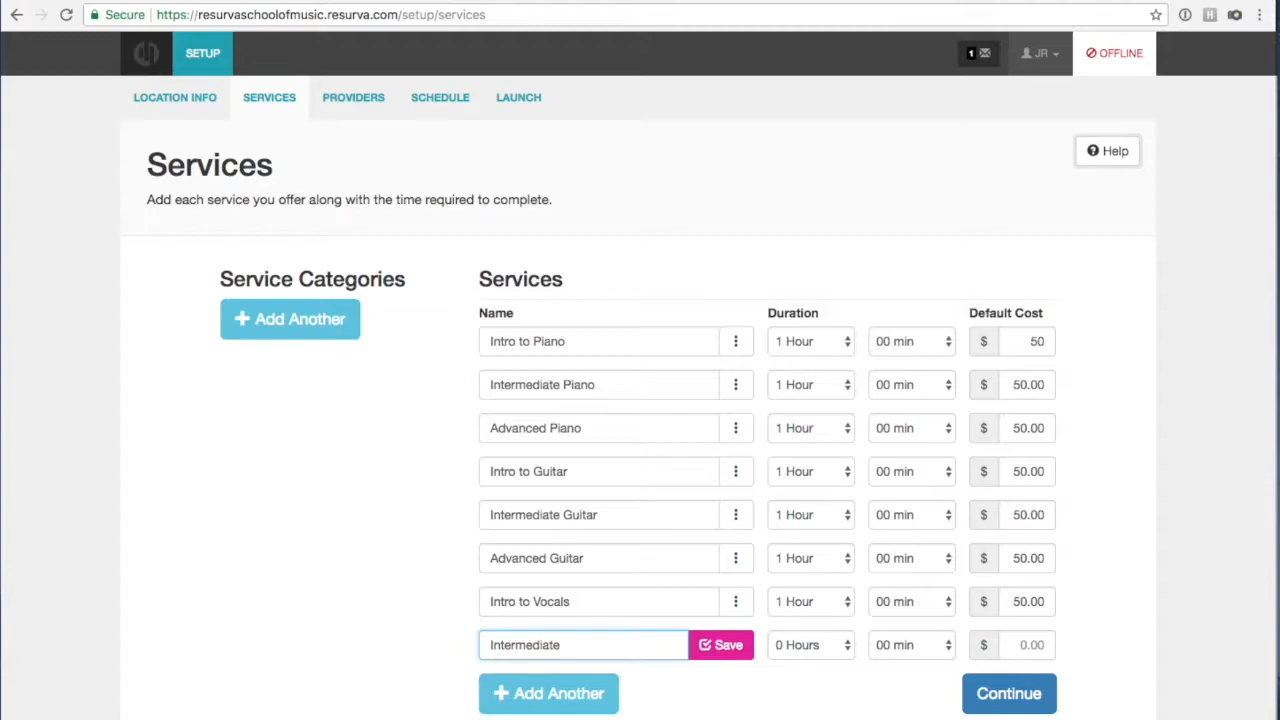 Secure https://resurvaschoolofmusic.resurva.com/setup/services
SETUP 1 JR OFFLINE
LOCATION INFO SERVICES PROVIDERS SCHEDULE LAUNCH
Services
Help
Add each service you offer along with the time required to complete.
Service Categories
Add Another
Services
Name Duration Default Cost
Intro to Piano 1 Hour 00 min $ 50
Intermediate Piano 1 Hour 00 min $ 50.00
Advanced Piano 1 Hour 00 min $ 50.00
Intro to Guitar 1 Hour 00 min $ 50.00
Intermediate Guitar 1 Hour 00 min $ 50.00
Advanced Guitar 1 Hour 00 min $ 50.00
Intro to Vocals 1 Hour 00 min $ 50.00
Intermediate Save 0 Hours 00 min $ 0.00
Add Another Continue